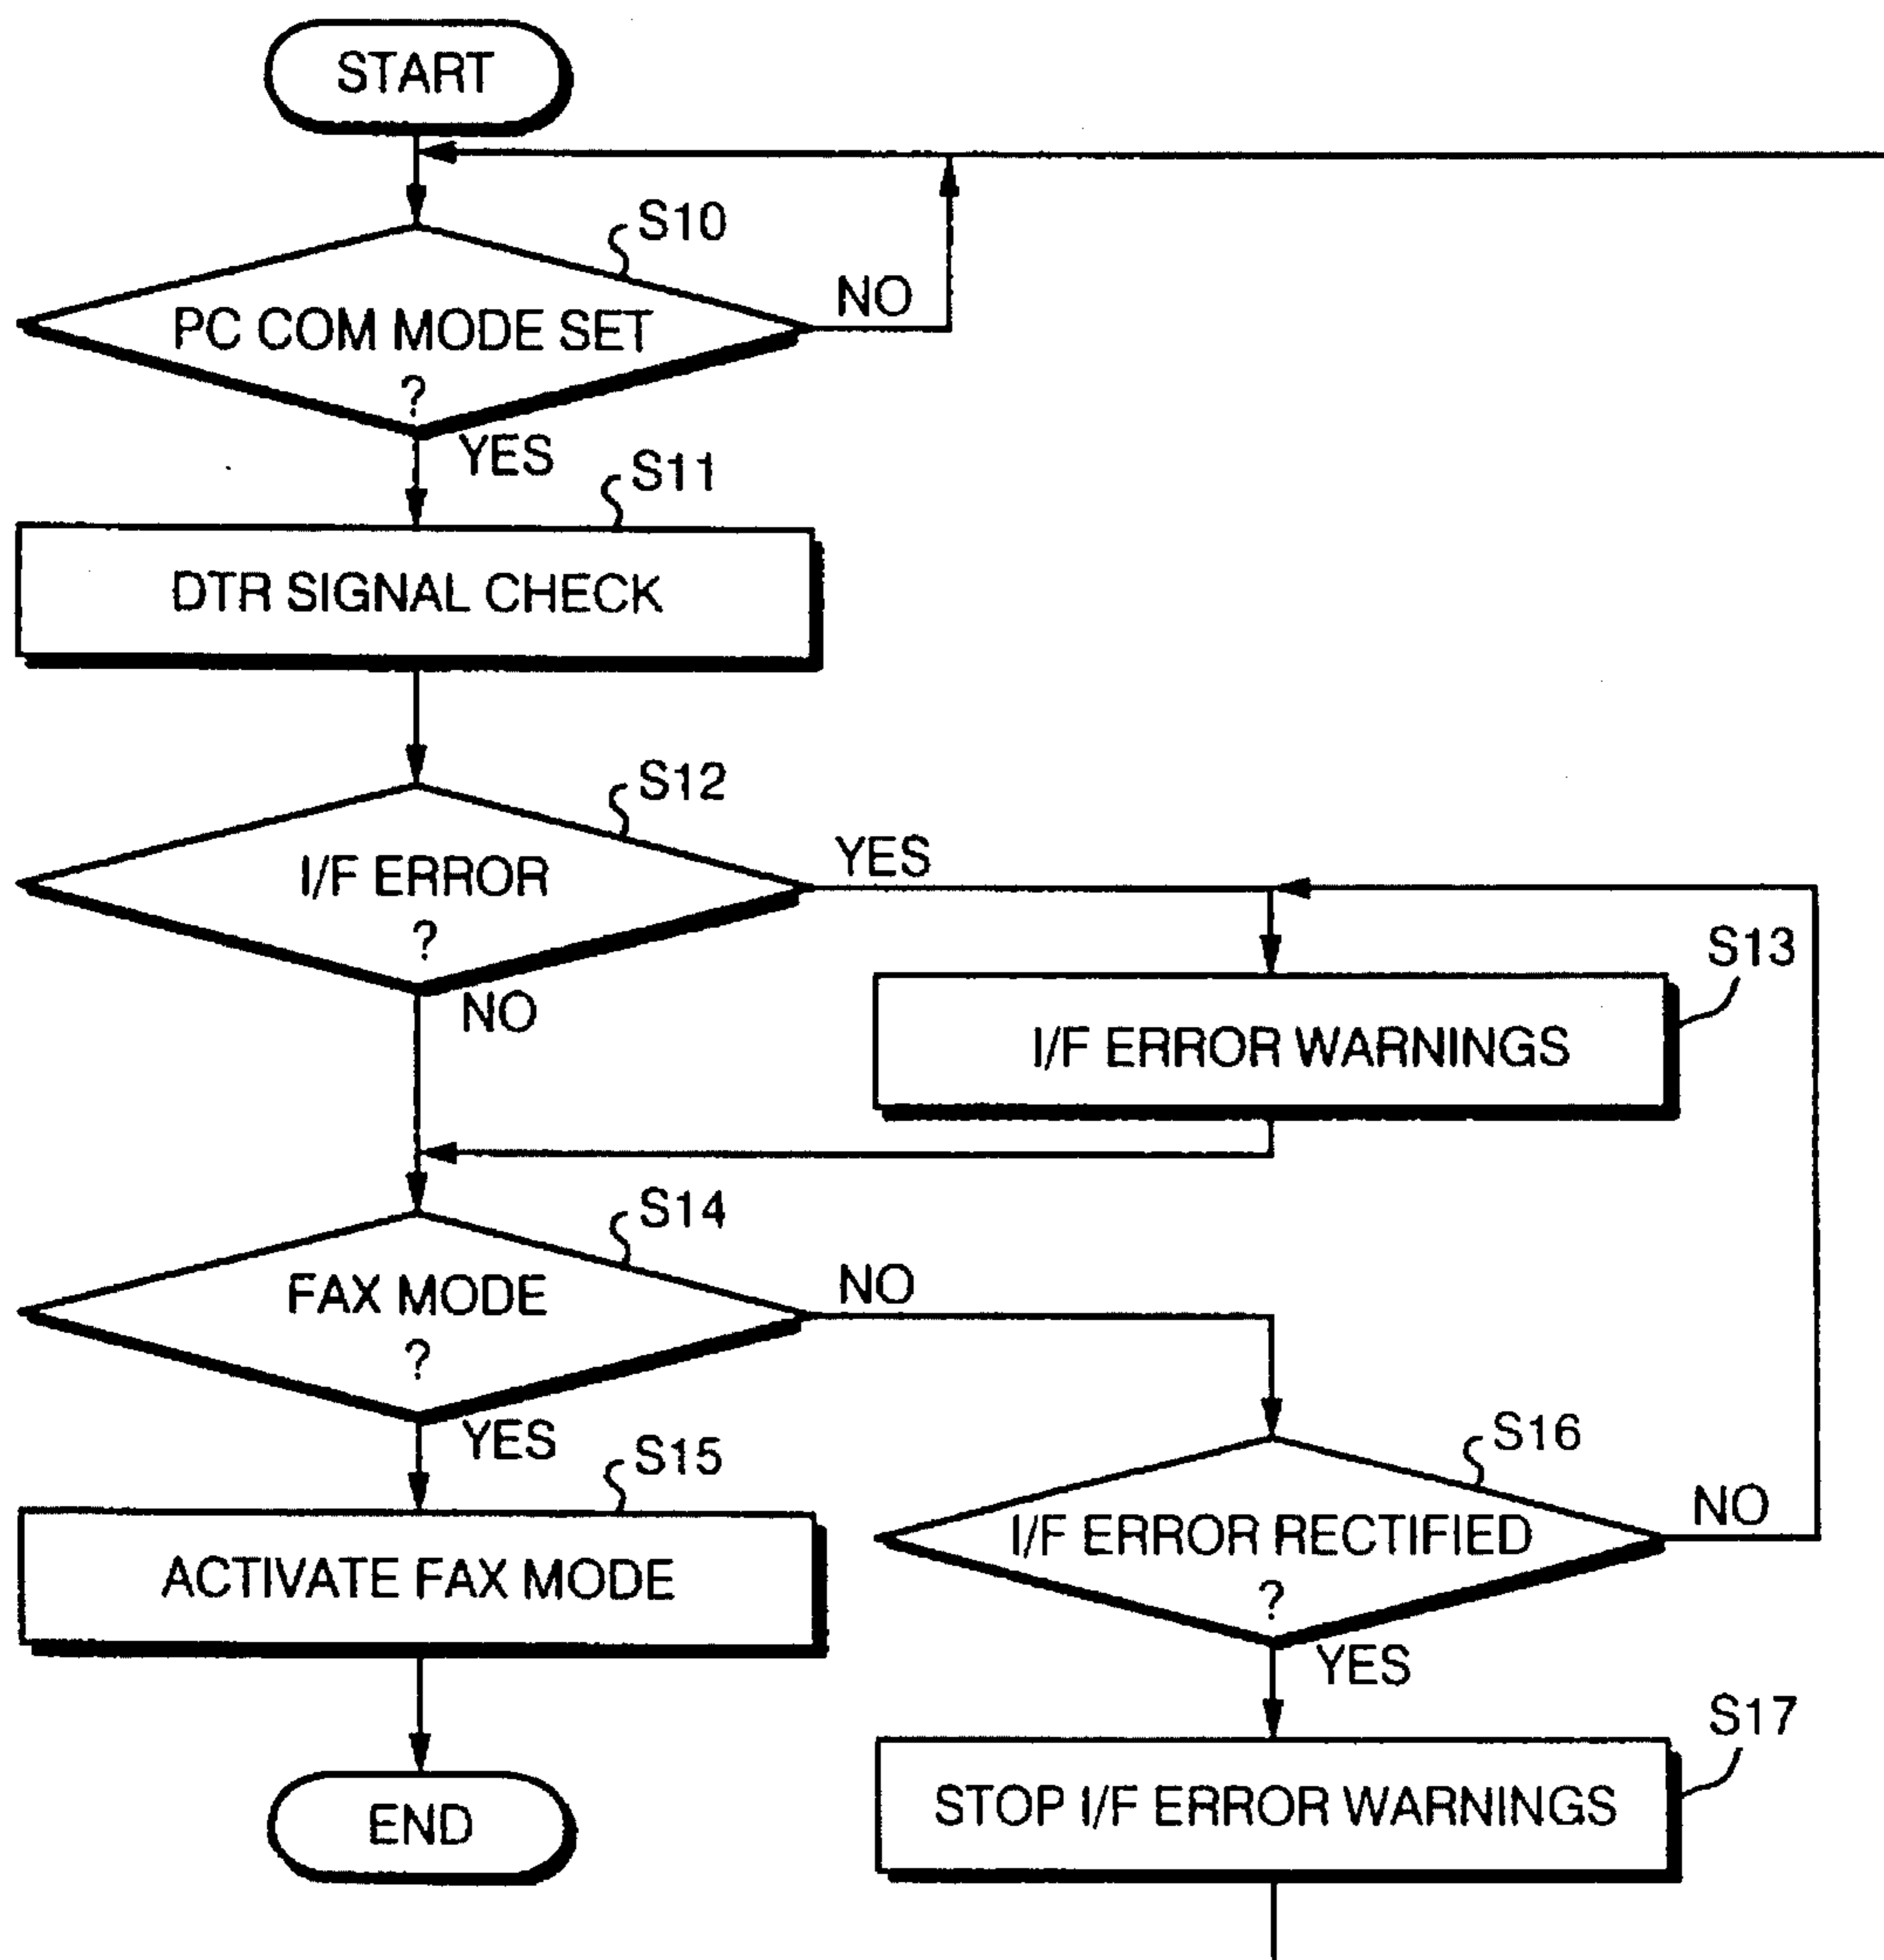 START
S10
PC COM MODE SET
?
NO
YES
S11
DTR SIGNAL CHECK
S12
I/F ERROR
?
YES
NO
S13
I/F ERROR WARNINGS
S14
FAX MODE
?
NO
YES
S15
ACTIVATE FAX MODE
END
S16
I/F ERROR RECTIFIED
?
NO
YES
S17
STOP I/F ERROR WARNINGS